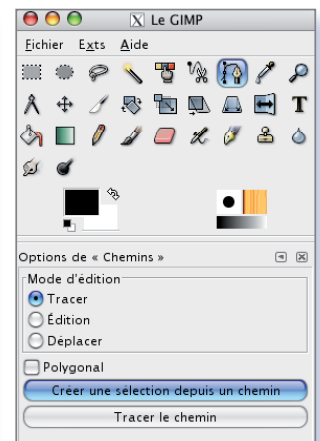 X Le GIMP
Fichier Exts Aide
T
Options de « Chemins »
Mode d'édition
Tracer
Édition
Déplacer
Polygonal
Créer une sélection depuis un chemin
Tracer le chemin